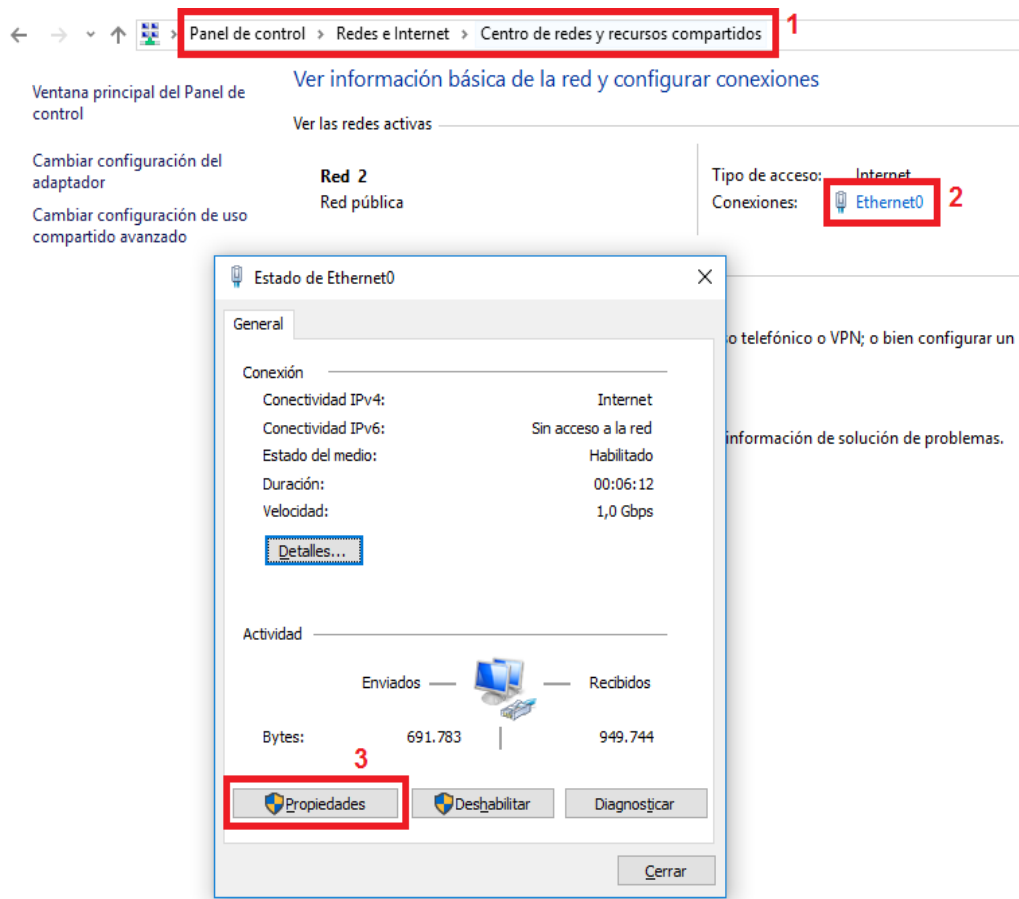 Panel de control > Redes e Internet > Centro de redes y recursos compartidos
1
Ventana principal del Panel de
control
Cambiar configuración del
adaptador
Cambiar configuración de uso
compartido avanzado
Ver información básica de la red y configurar conexiones
Ver las redes activas
Red 2
Red pública
Tipo de acceso: Internet
Conexiones: Ethernet0
2
o telefónico o VPN; o bien configurar un
información de solución de problemas.
Estado de Ethernet0
General
Conexión
Conectividad IPv4: Internet
Conectividad IPv6: Sin acceso a la red
Estado del medio: Habilitado
Duración: 00:06:12
Velocidad: 1,0 Gbps
Detalles...
Actividad
Enviados Recibidos
Bytes: 691.783 949.744
3
Propiedades Deshabilitar Diagnosticar
Cerrar